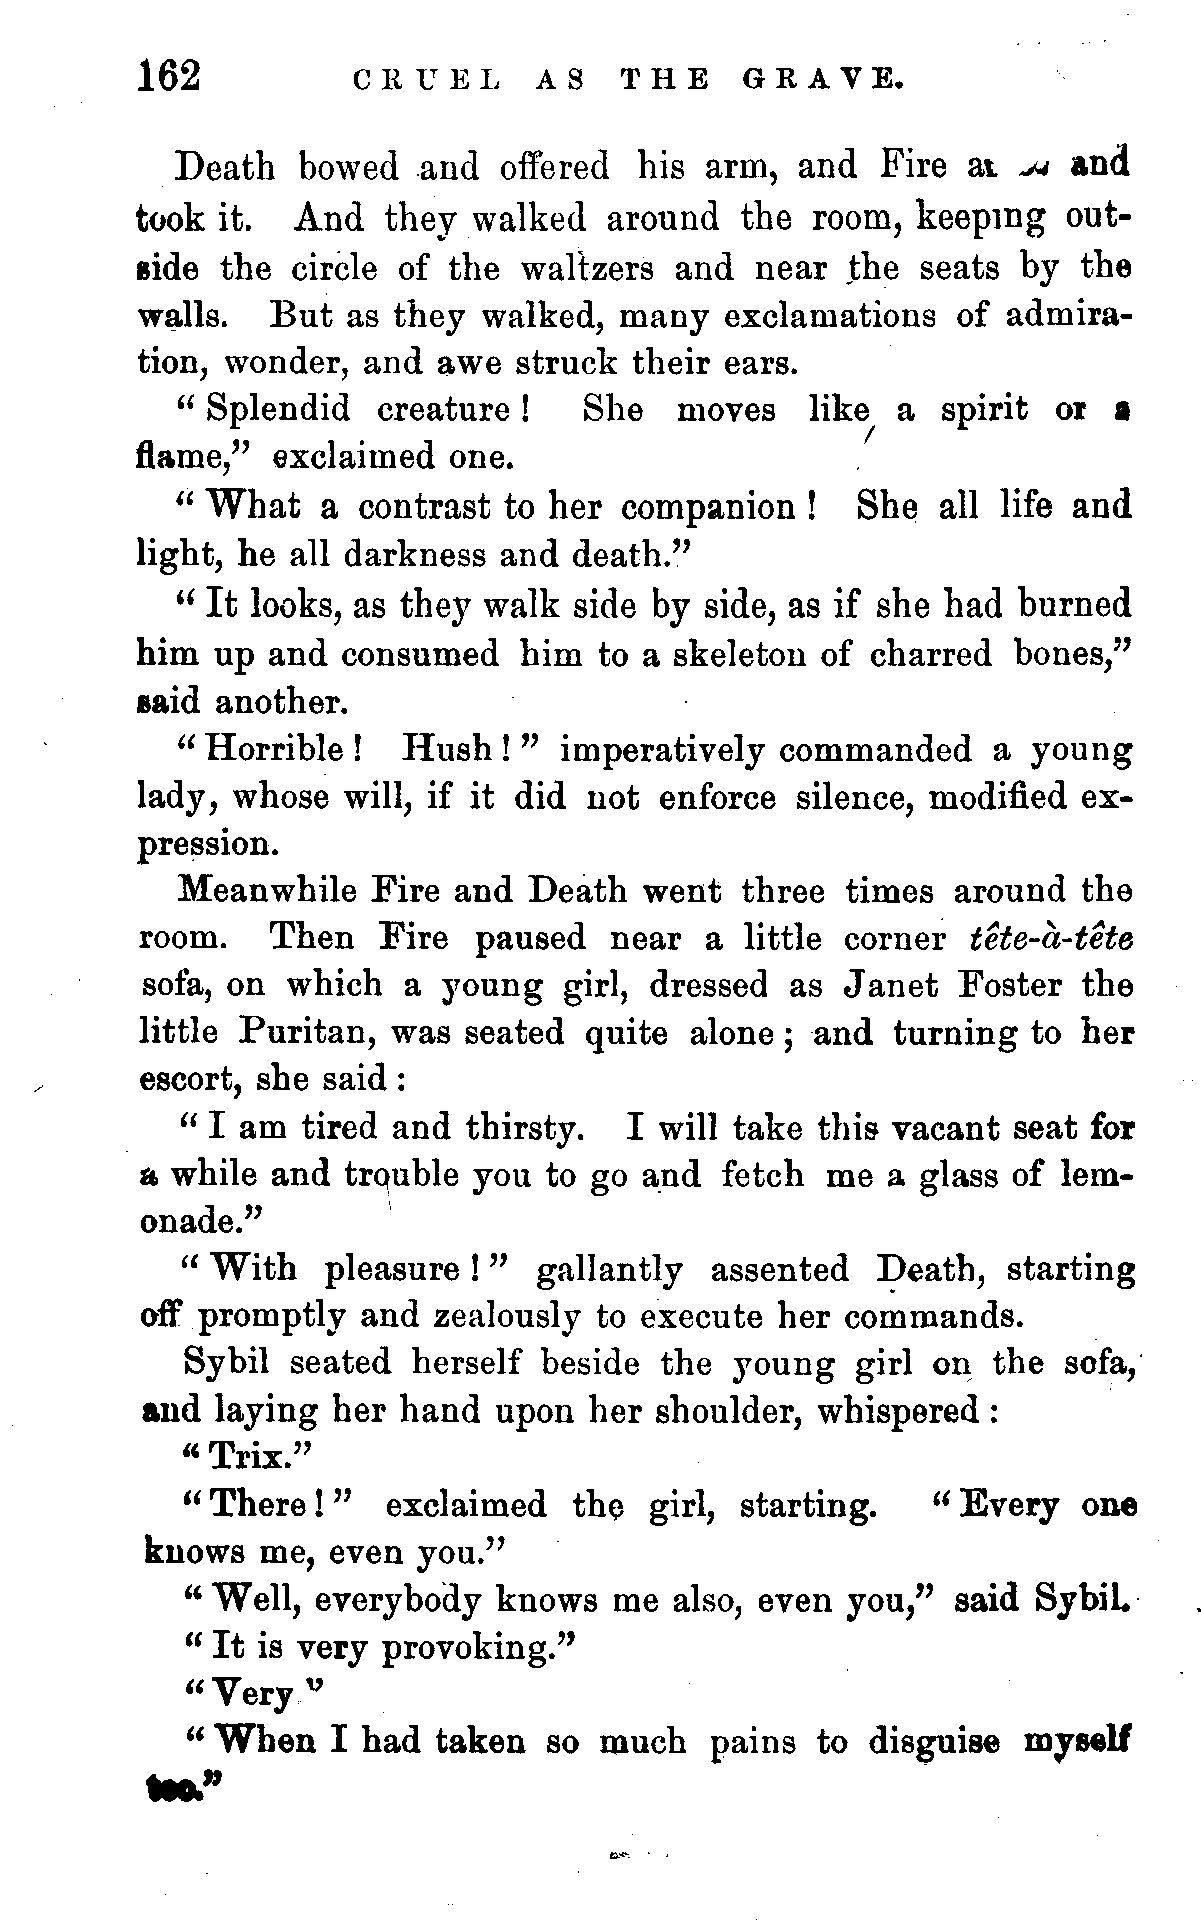 162 CRUEL AS THE GRAVE.
Death bowed and offered his arm, and Fire and
took it. And they walked around the room, keeping out-
side the circle of the waltzers and near the seats by the
walls. But as they walked, many exclamations of admira-
tion, wonder, and awe struck their ears.
" Splendid creature ! She moves like a spirit or a
flame," exclaimed one.
" What a contrast to her companion ! She all life and
light, he all darkness and death."
" It looks, as they walk side by side, as if she had burned
him up and consumed him to a skeleton of charred bones,"
said another.
" Horrible ! Hush ! " imperatively commanded a young
lady, whose will, if it did not enforce silence, modified ex-
pression.
Meanwhile Fire and Death went three times around the
room. Then Fire paused near a little corner tête-à-tête
sofa, on which a young girl, dressed as Janet Foster the
little Puritan, was seated quite alone ; and turning to her
escort, she said :
" I am tired and thirsty. I will take this vacant seat for
a while and trouble you to go and fetch me a glass of lem-
onade."
" With pleasure ! " gallantly assented Death, starting
off promptly and zealously to execute her commands.
Sybil seated herself beside the young girl on the sofa,
and laying her hand upon her shoulder, whispered :
" Trix."
" There ! " exclaimed the girl, starting. " Every one
knows me, even you."
" Well, everybody knows me also, even you," said Sybil.
" It is very provoking."
" Very "
" When I had taken so much pains to disguise myself
too."